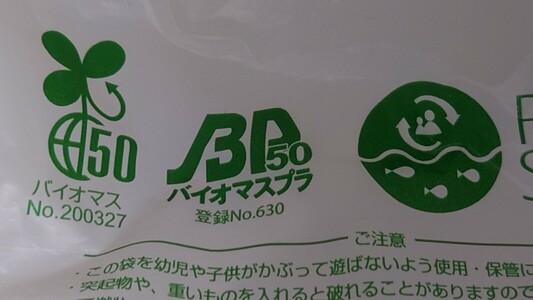 50
バイオマス
No.200327
BP50
バイオマスプラ
登録No.630
ご注意
・この袋を幼児や子供がかぶって遊ばないよう使用・保管に
・突起物や、重いものを入れると破れることがありますので